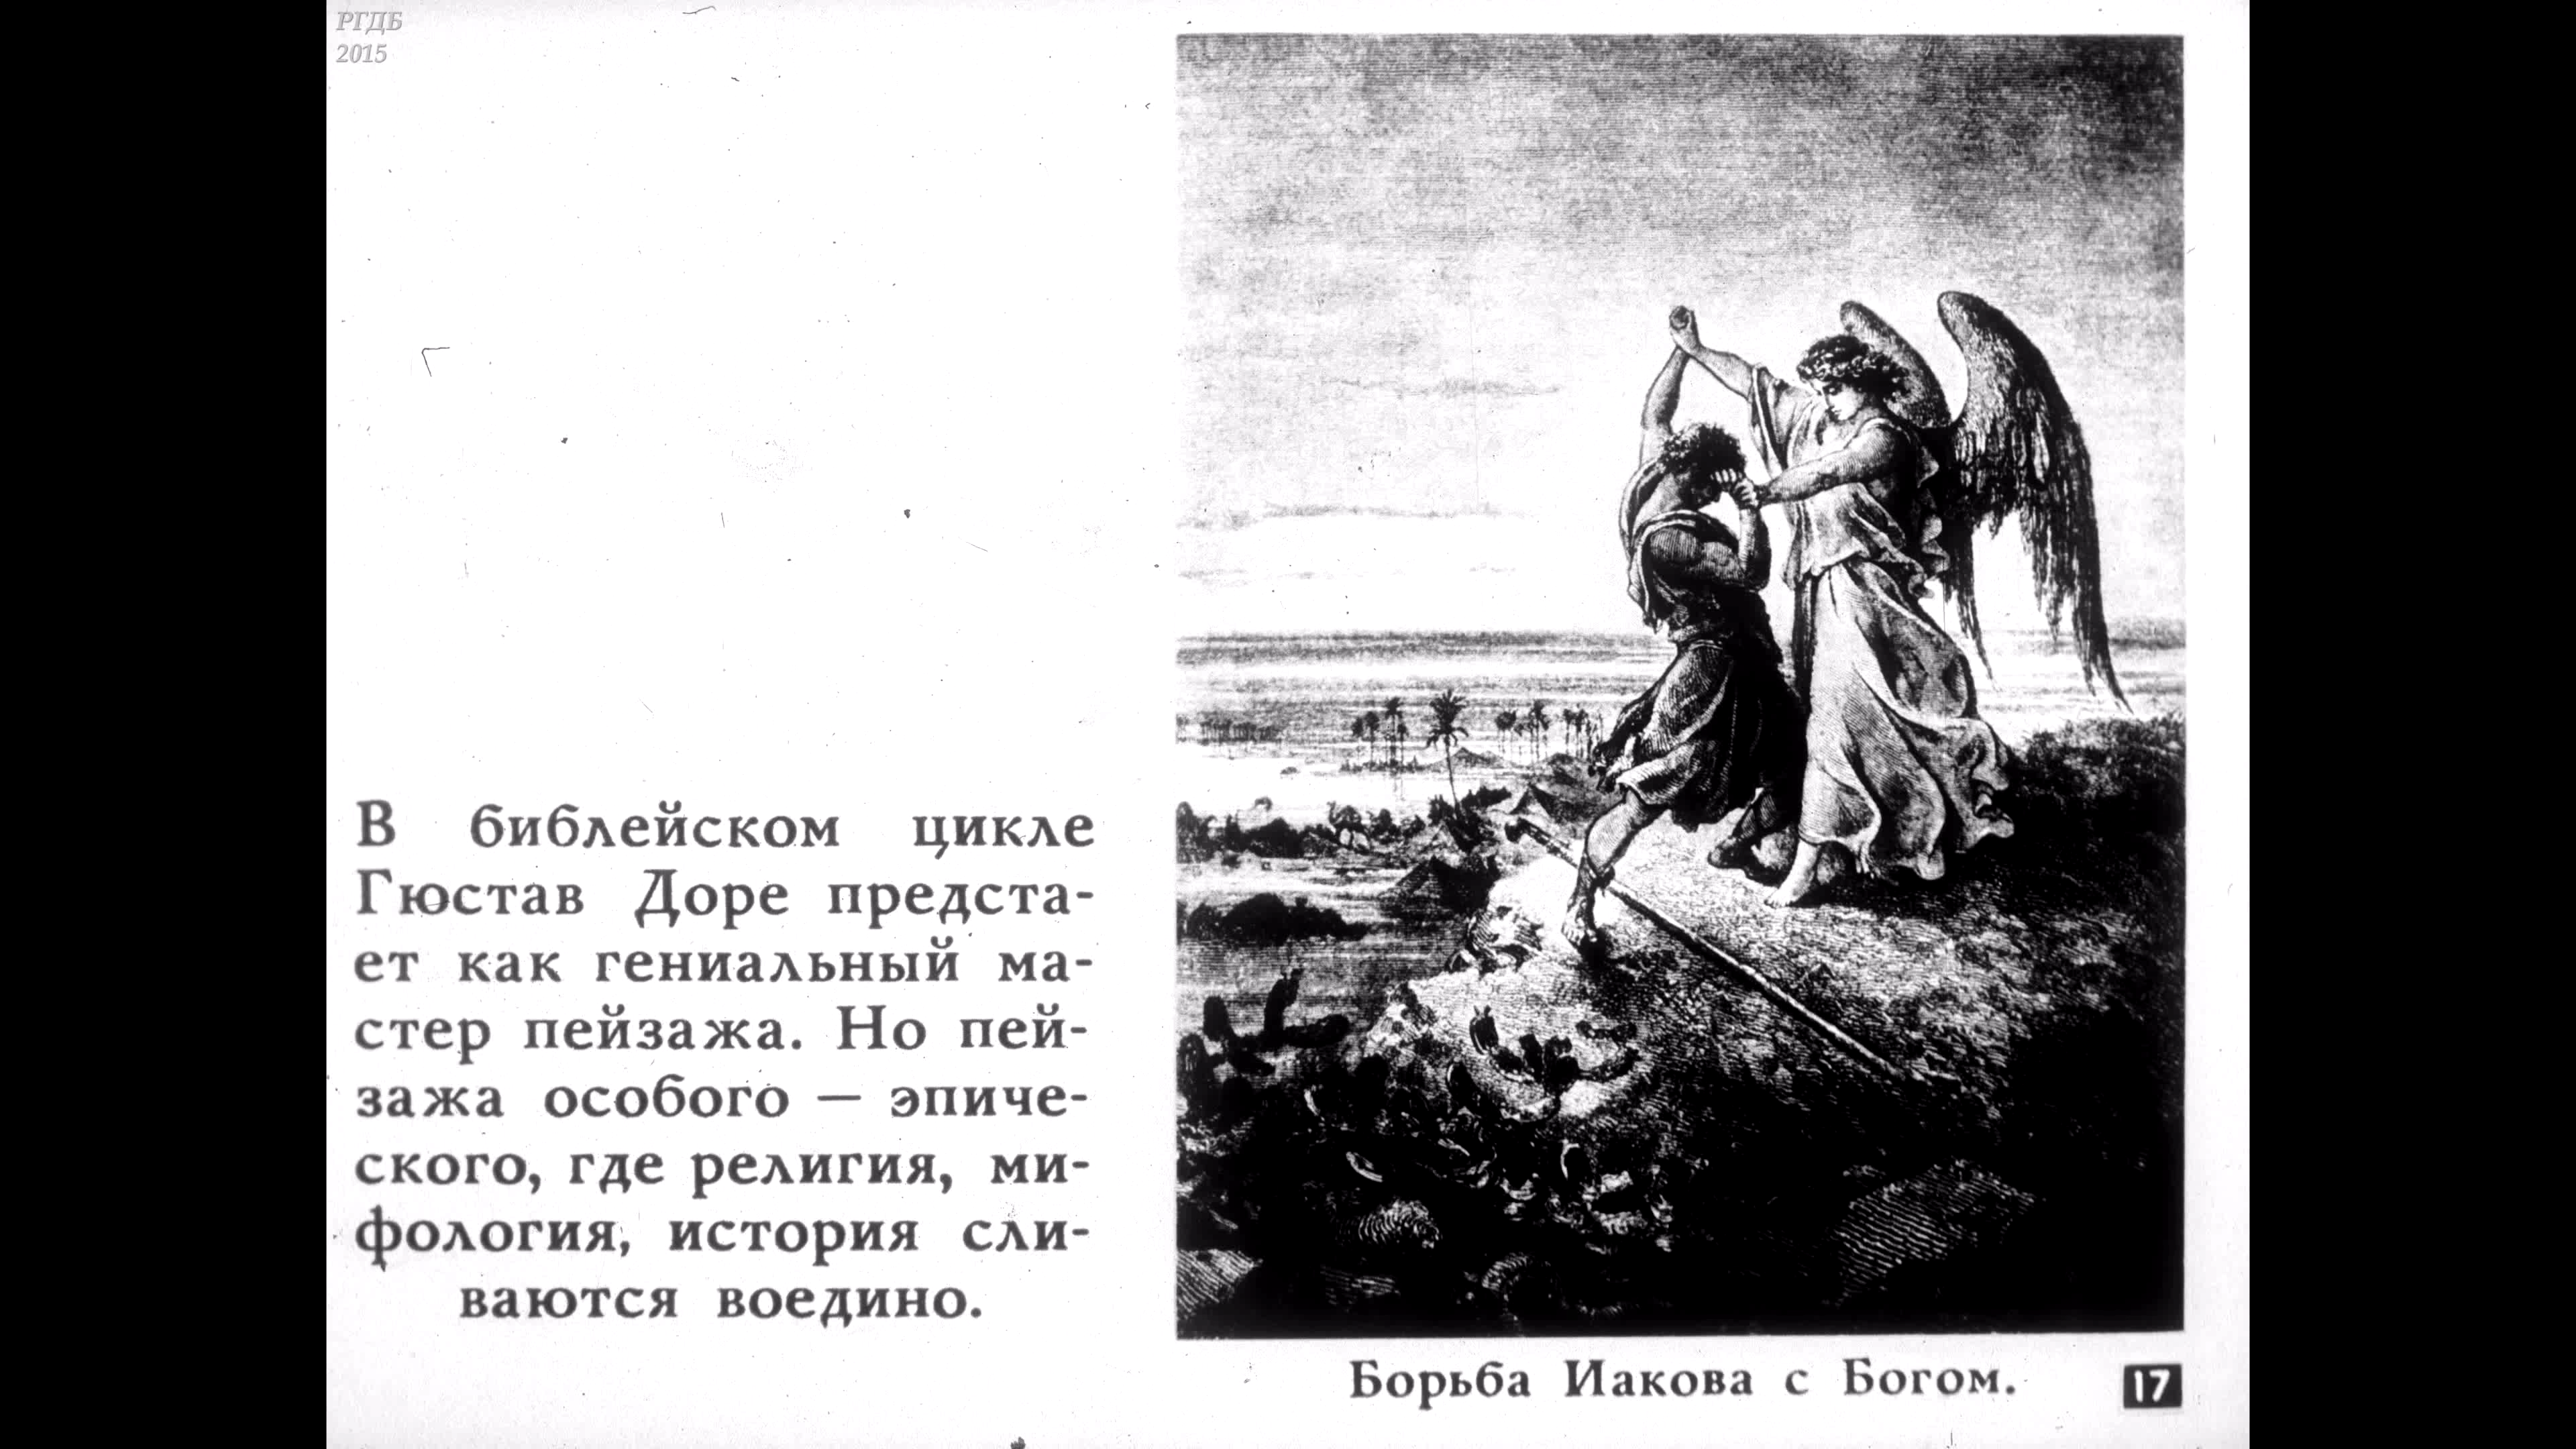 РГДБ
2015
В библейском цикле
Гюстав Доре предста-
ет как гениальный ма-
стер пейзажа. Но пей-
зажа особого — эпиче-
ского, где религия, ми-
фология, история сли-
ваются воедино.
Борьба Иакова с Богом.
17